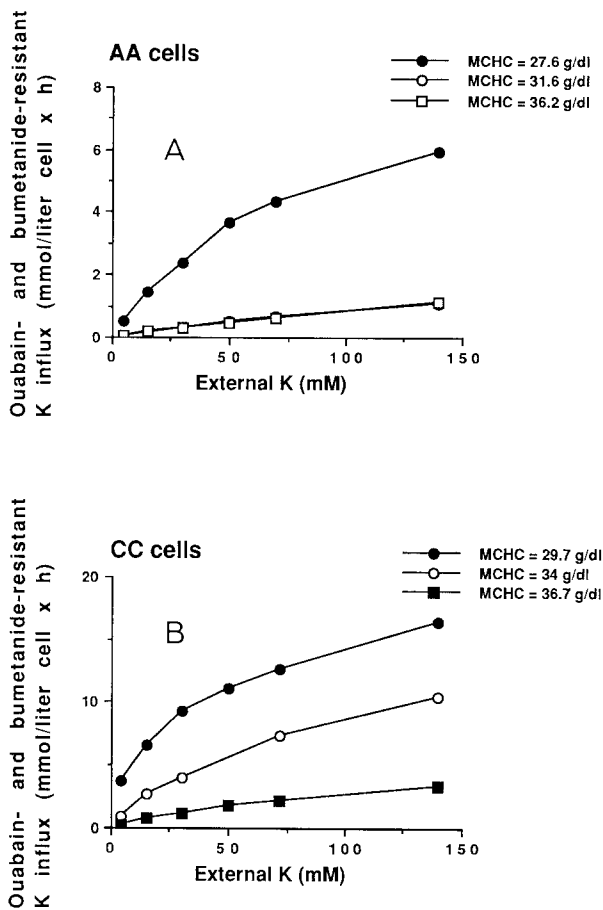 AA cells
MCHC = 27.6 g/dl
MCHC = 31.6 g/dl
MCHC = 36.2 g/dl
Ouabain- and bumetanide-resistant
K influx (mmol/liter cell x h)
8
6
4
2
0
A
0 50 100 150
External K (mM)
CC cells
MCHC = 29.7 g/dl
MCHC = 34 g/dl
MCHC = 36.7 g/dl
Ouabain- and bumetanide-resistant
K influx (mmol/liter cell x h)
20
10
0
B
0 50 100 150
External K (mM)